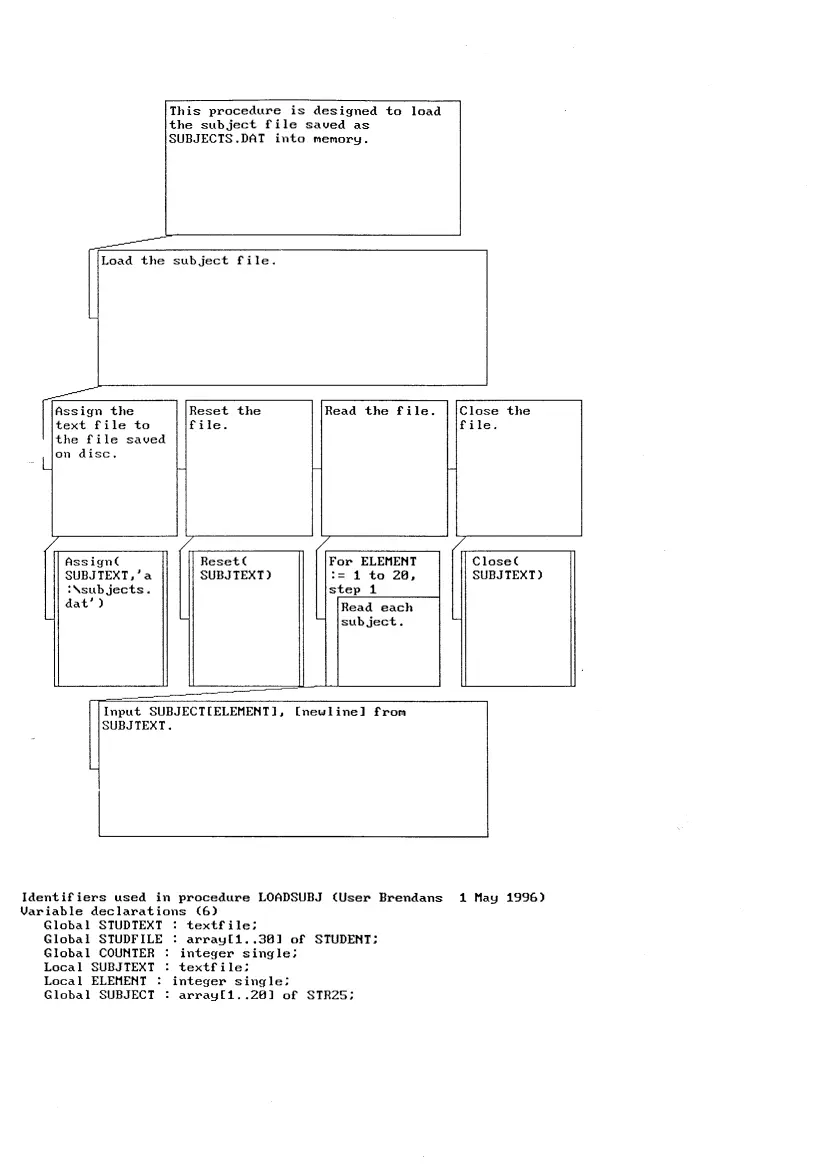 This procedure is designed to load
the subject file saved as
SUBJECTS.DAT into memory.
Load the subject file.
Assign the
text file to
the file saved
on disc.
Reset the
file.
Read the file.
Close the
file.
Assign(
SUBJTEXT,'a
:\subjects.
dat')
Reset(
SUBJTEXT)
For ELEMENT
:= 1 to 20,
step 1
Read each
subject.
Close(
SUBJTEXT)
Input SUBJECT[ELEMENT], [newline] from
SUBJTEXT.
Identifiers used in procedure LOADSUBJ (User Brendans 1 May 1996)
Variable declarations (6)
Global STUDTEXT : textfile;
Global STUDFILE : array[1..30] of STUDENT;
Global COUNTER : integer single;
Local SUBJTEXT : textfile;
Local ELEMENT : integer single;
Global SUBJECT : array[1..20] of STR25;